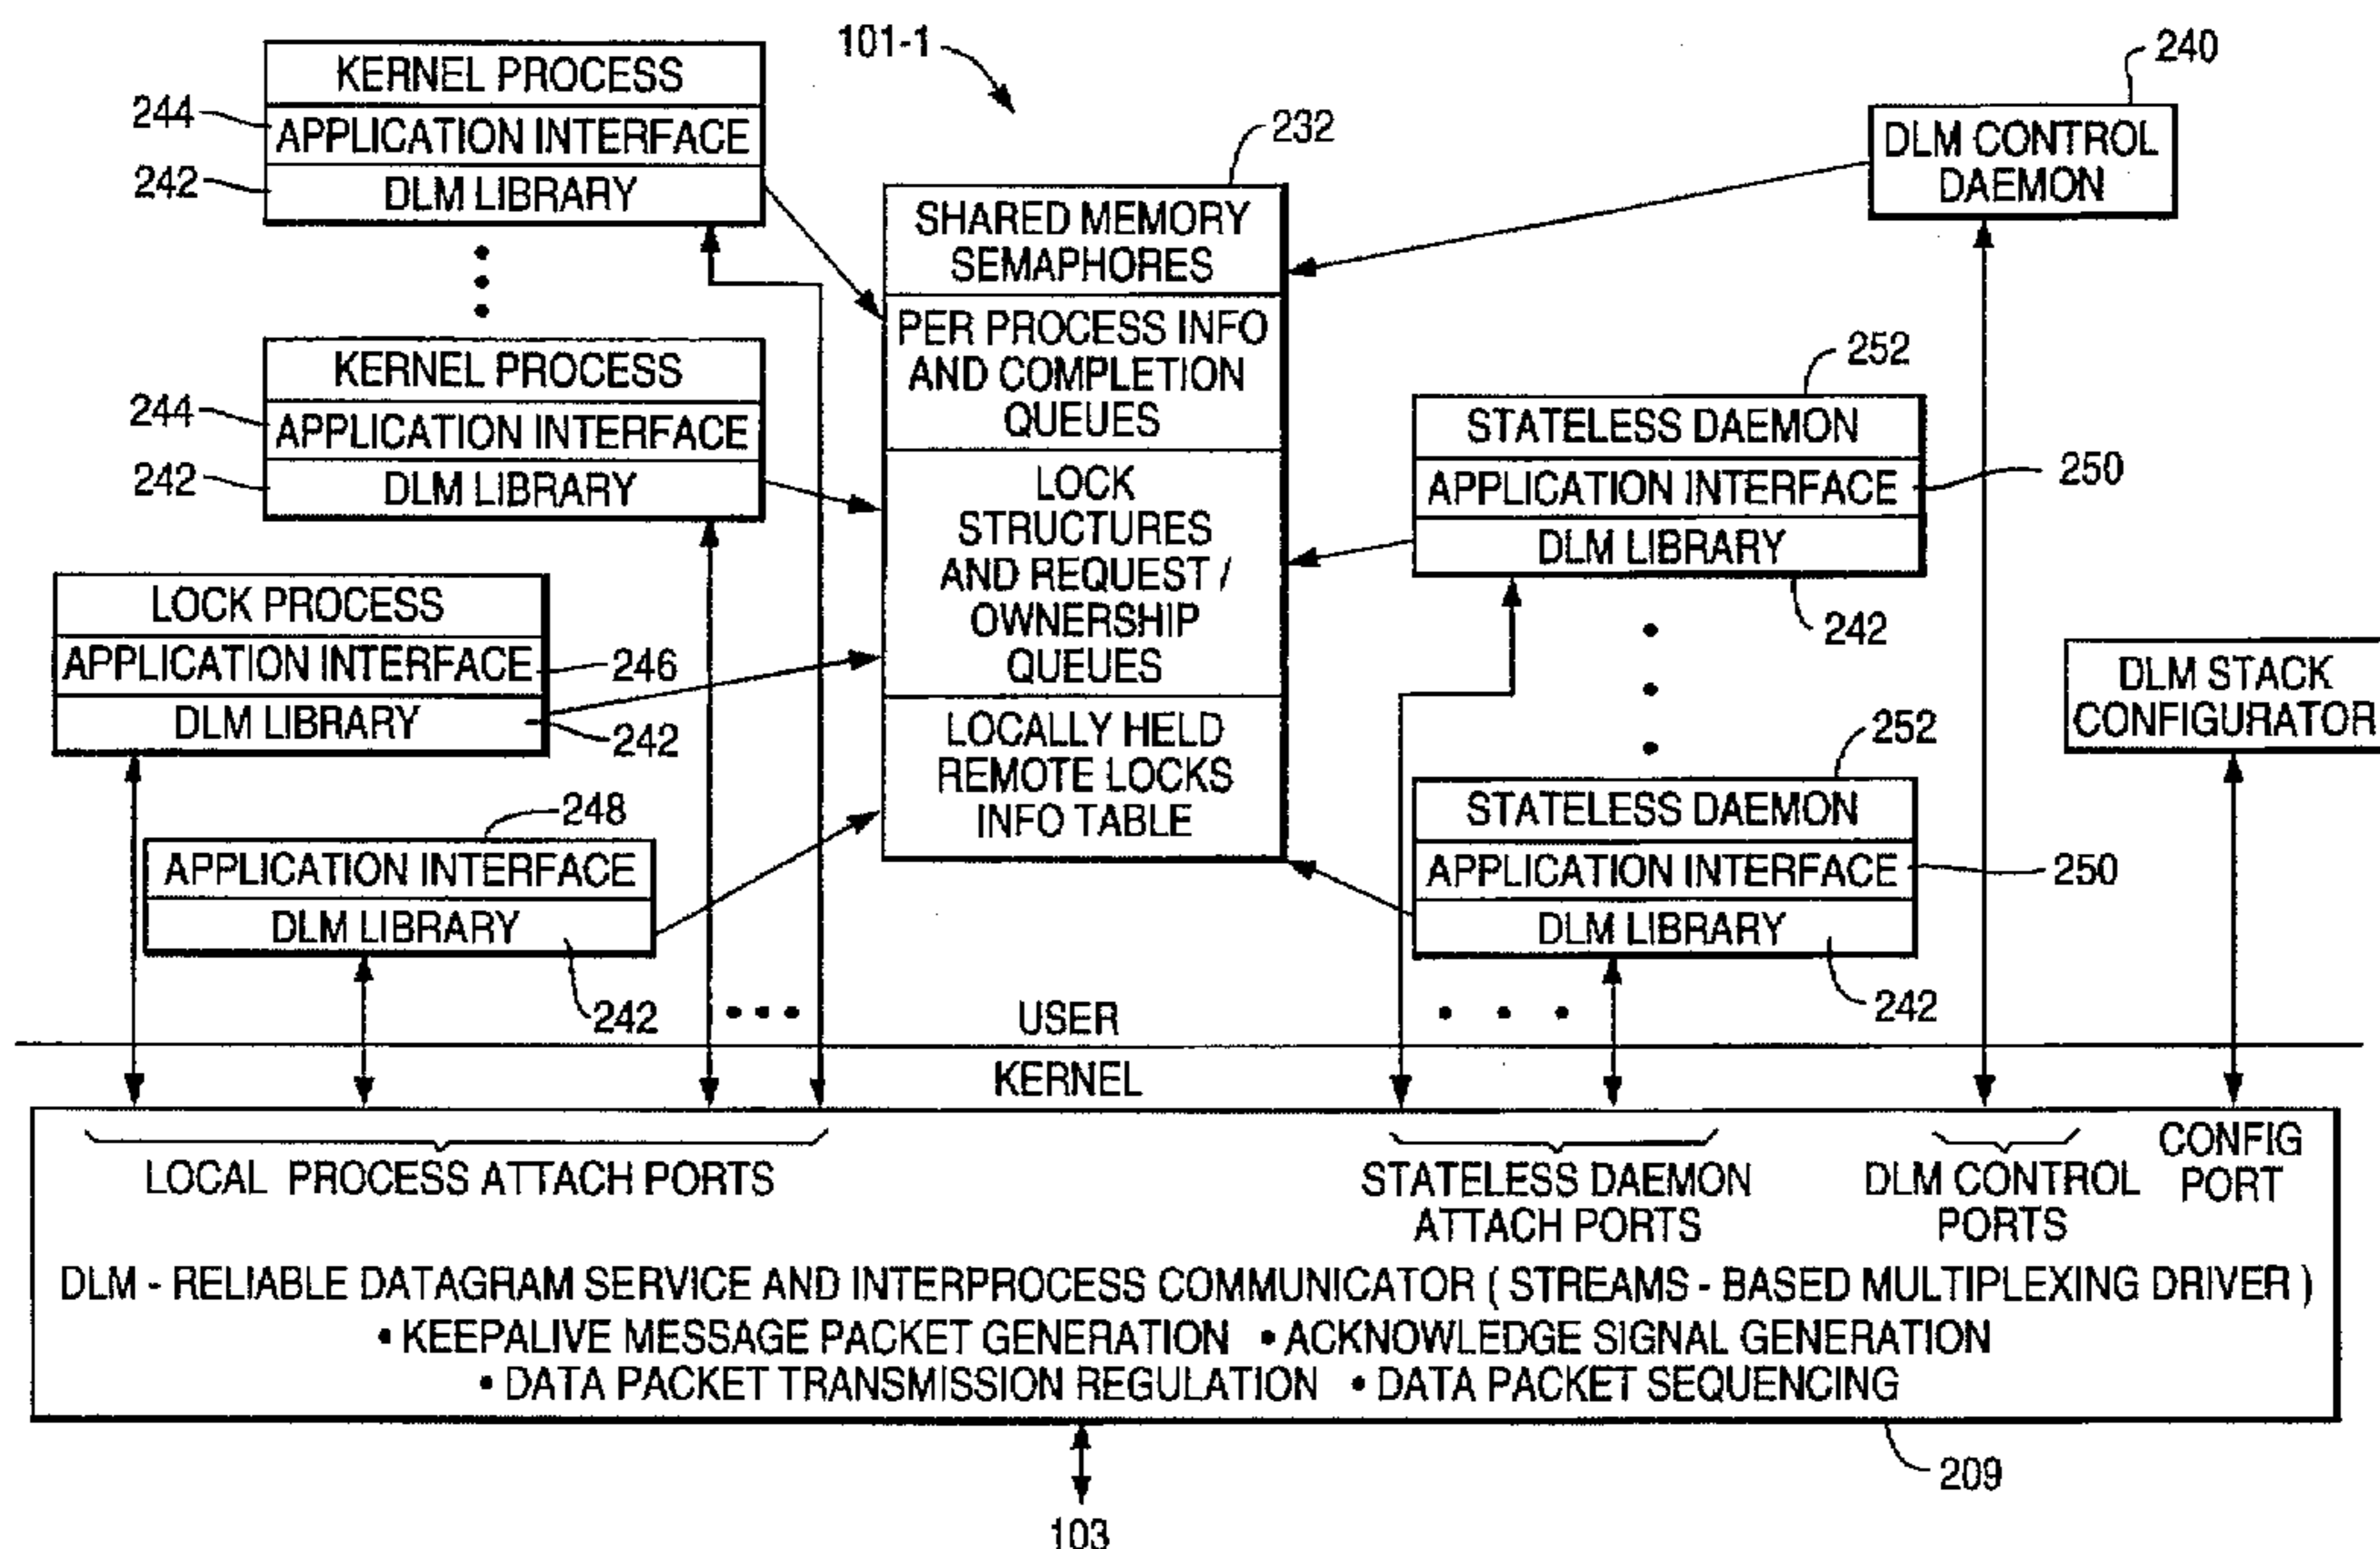 101-1
240
KERNEL PROCESS
244
APPLICATION INTERFACE
242
DLM LIBRARY
232
DLM CONTROL
DAEMON
SHARED MEMORY
SEMAPHORES
PER PROCESS INFO
AND COMPLETION
QUEUES
LOCK
STRUCTURES
AND REQUEST /
OWNERSHIP
QUEUES
LOCALLY HELD
REMOTE LOCKS
INFO TABLE
KERNEL PROCESS
244
APPLICATION INTERFACE
242
DLM LIBRARY
252
STATELESS DAEMON
APPLICATION INTERFACE
250
DLM LIBRARY
242
LOCK PROCESS
APPLICATION INTERFACE
246
DLM LIBRARY
242
DLM STACK
CONFIGURATOR
248
APPLICATION INTERFACE
DLM LIBRARY
242
252
STATELESS DAEMON
APPLICATION INTERFACE
250
DLM LIBRARY
242
USER
KERNEL
LOCAL PROCESS ATTACH PORTS
STATELESS DAEMON
ATTACH PORTS
DLM CONTROL
PORTS
CONFIG
PORT
DLM - RELIABLE DATAGRAM SERVICE AND INTERPROCESS COMMUNICATOR ( STREAMS - BASED MULTIPLEXING DRIVER )
• KEEPALIVE MESSAGE PACKET GENERATION • ACKNOWLEDGE SIGNAL GENERATION
• DATA PACKET TRANSMISSION REGULATION • DATA PACKET SEQUENCING
209
103